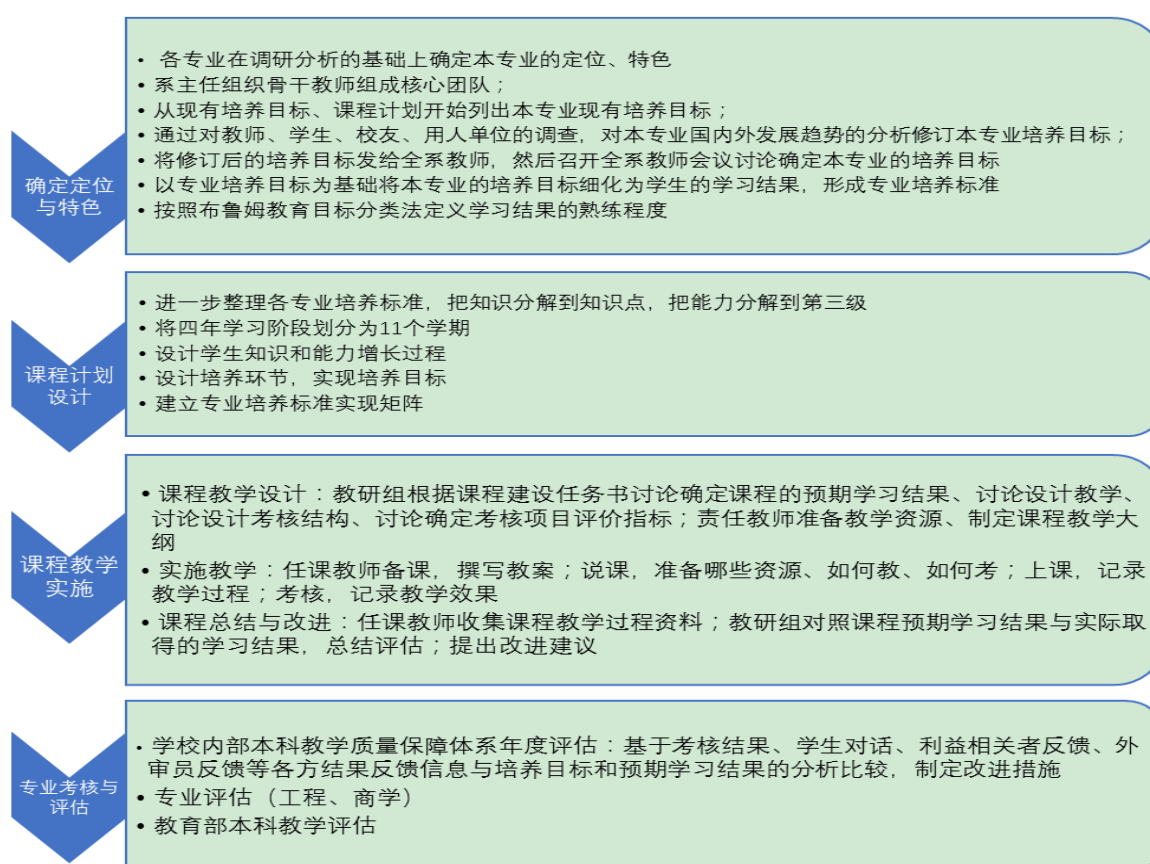 确定定位
与特色
• 各专业在调研分析的基础上确定本专业的定位、特色
• 系主任组织骨干教师组成核心团队；
• 从现有培养目标、课程计划开始列出本专业现有培养目标；
• 通过对教师、学生、校友、用人单位的调查，对本专业国内外发展趋势的分析修订本专业培养目标；
• 将修订后的培养目标发给全系教师，然后召开全系教师会议讨论确定本专业的培养目标
• 以专业培养目标为基础将本专业的培养目标细化为学生的学习结果，形成专业培养标准
• 按照布鲁姆教育目标分类法定义学习结果的熟练程度
课程计划
设计
• 进一步整理各专业培养标准，把知识分解到知识点，把能力分解到第三级
• 将四年学习阶段划分为11个学期
• 设计学生知识和能力增长过程
• 设计培养环节，实现培养目标
• 建立专业培养标准实现矩阵
课程教学
实施
• 课程教学设计：教研组根据课程建设任务书讨论确定课程的预期学习结果、讨论设计教学、
讨论设计考核结构、讨论确定考核项目评价指标；责任教师准备教学资源、制定课程教学大
纲
• 实施教学：任课教师备课，撰写教案；说课，准备哪些资源、如何教、如何考；上课，记录
教学过程；考核，记录教学效果
• 课程总结与改进：任课教师收集课程教学过程资料；教研组对照课程预期学习结果与实际取
得的学习结果，总结评估；提出改进建议
专业考核与
评估
• 学校内部本科教学质量保障体系年度评估：基于考核结果、学生对话、利益相关者反馈、外
审员反馈等各方结果反馈信息与培养目标和预期学习结果的分析比较，制定改进措施
• 专业评估（工程、商学）
• 教育部本科教学评估